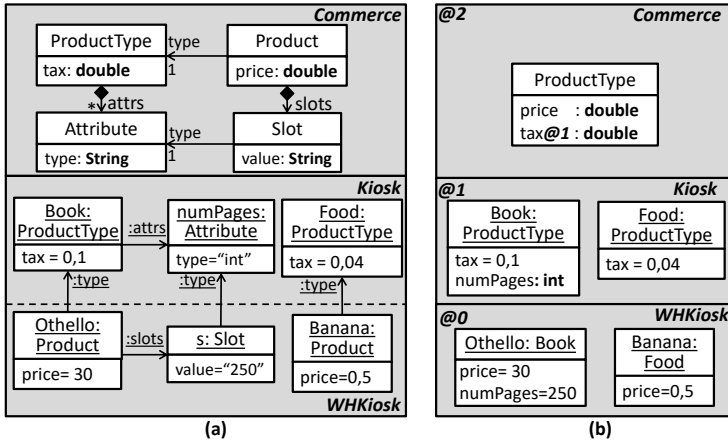 Commerce
ProductType
tax: double
type
1
Product
price: double
* attrs
slots
Attribute
type: String
type
1
Slot
value: String
Kiosk
Book:
ProductType
tax = 0,1
:attrs
numPages:
Attribute
type="int"
Food:
ProductType
tax = 0,04
:type
:type
:type
Othello:
Product
price= 30
:slots
s: Slot
value="250"
Banana:
Product
price=0,5
WHKiosk
(a)
@2
Commerce
ProductType
price : double
tax@1 : double
@1
Kiosk
Book:
ProductType
tax = 0,1
numPages: int
Food:
ProductType
tax = 0,04
@0
WHKiosk
Othello: Book
price= 30
numPages=250
Banana:
Food
price=0,5
(b)